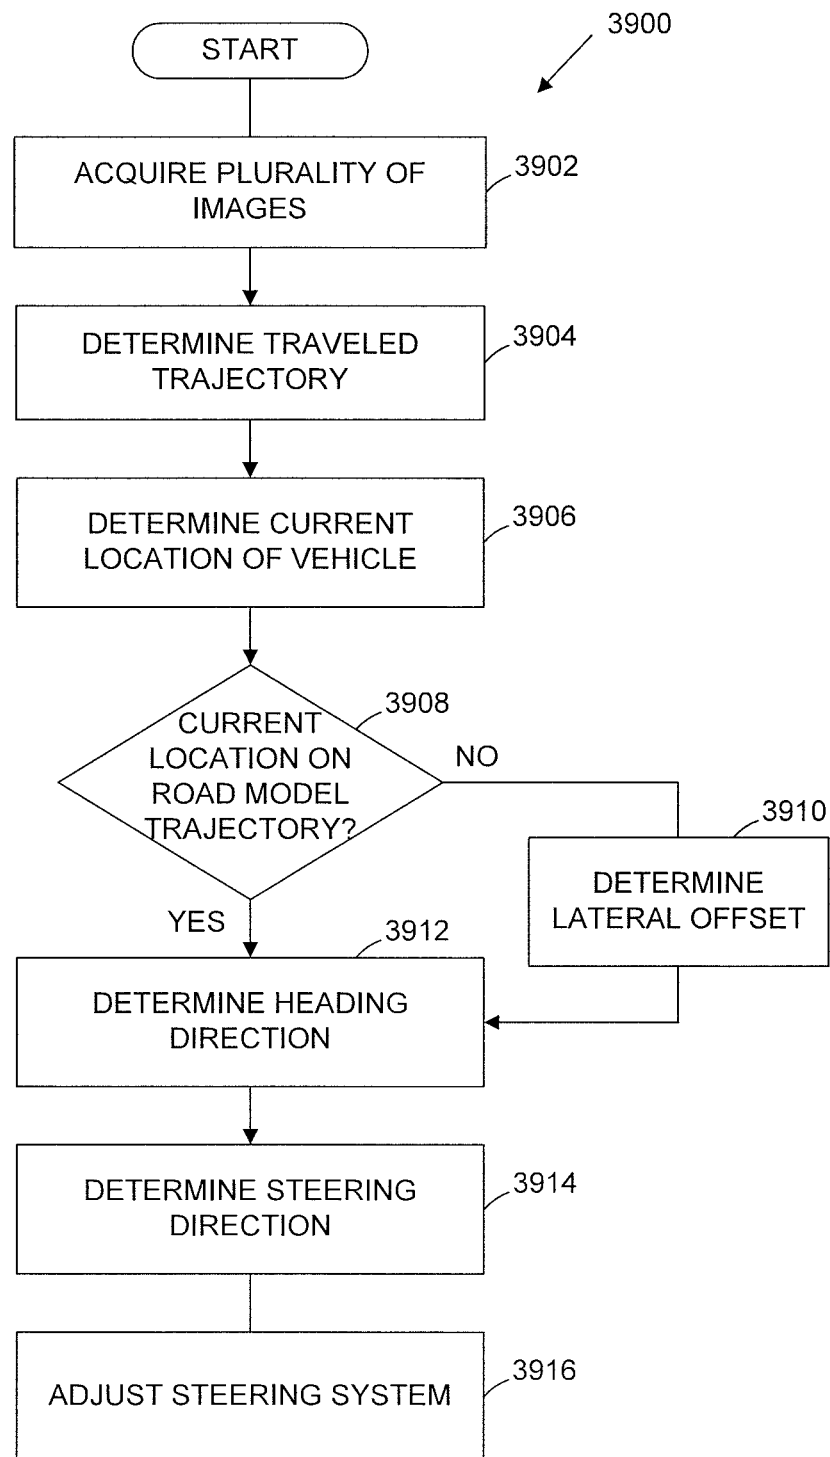 START
3900
ACQUIRE PLURALITY OF
IMAGES
3902
DETERMINE TRAVELED
TRAJECTORY
3904
DETERMINE CURRENT
LOCATION OF VEHICLE
3906
CURRENT
LOCATION ON
ROAD MODEL
TRAJECTORY?
3908
NO
3910
DETERMINE
LATERAL OFFSET
YES
3912
DETERMINE HEADING
DIRECTION
DETERMINE STEERING
DIRECTION
3914
ADJUST STEERING SYSTEM
3916